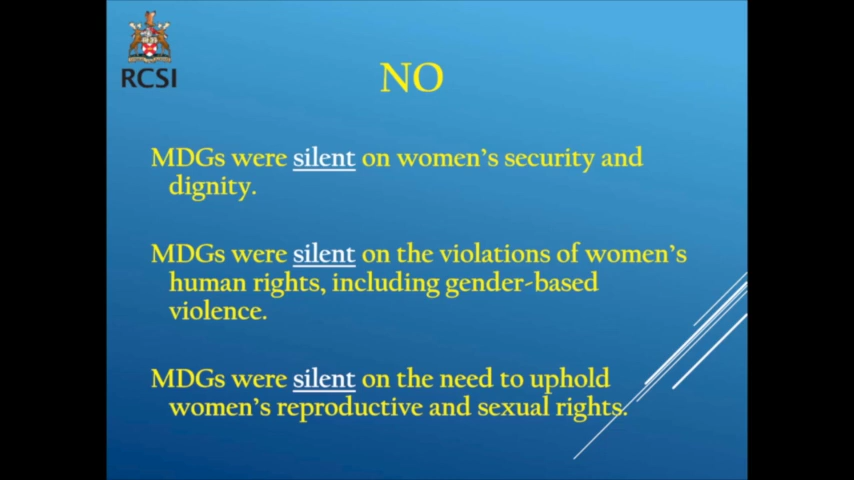 RCSI
NO
MDGs were silent on women's security and
dignity.
MDGs were silent on the violations of women's
human rights, including gender-based
violence.
MDGs were silent on the need to uphold
women's reproductive and sexual rights.